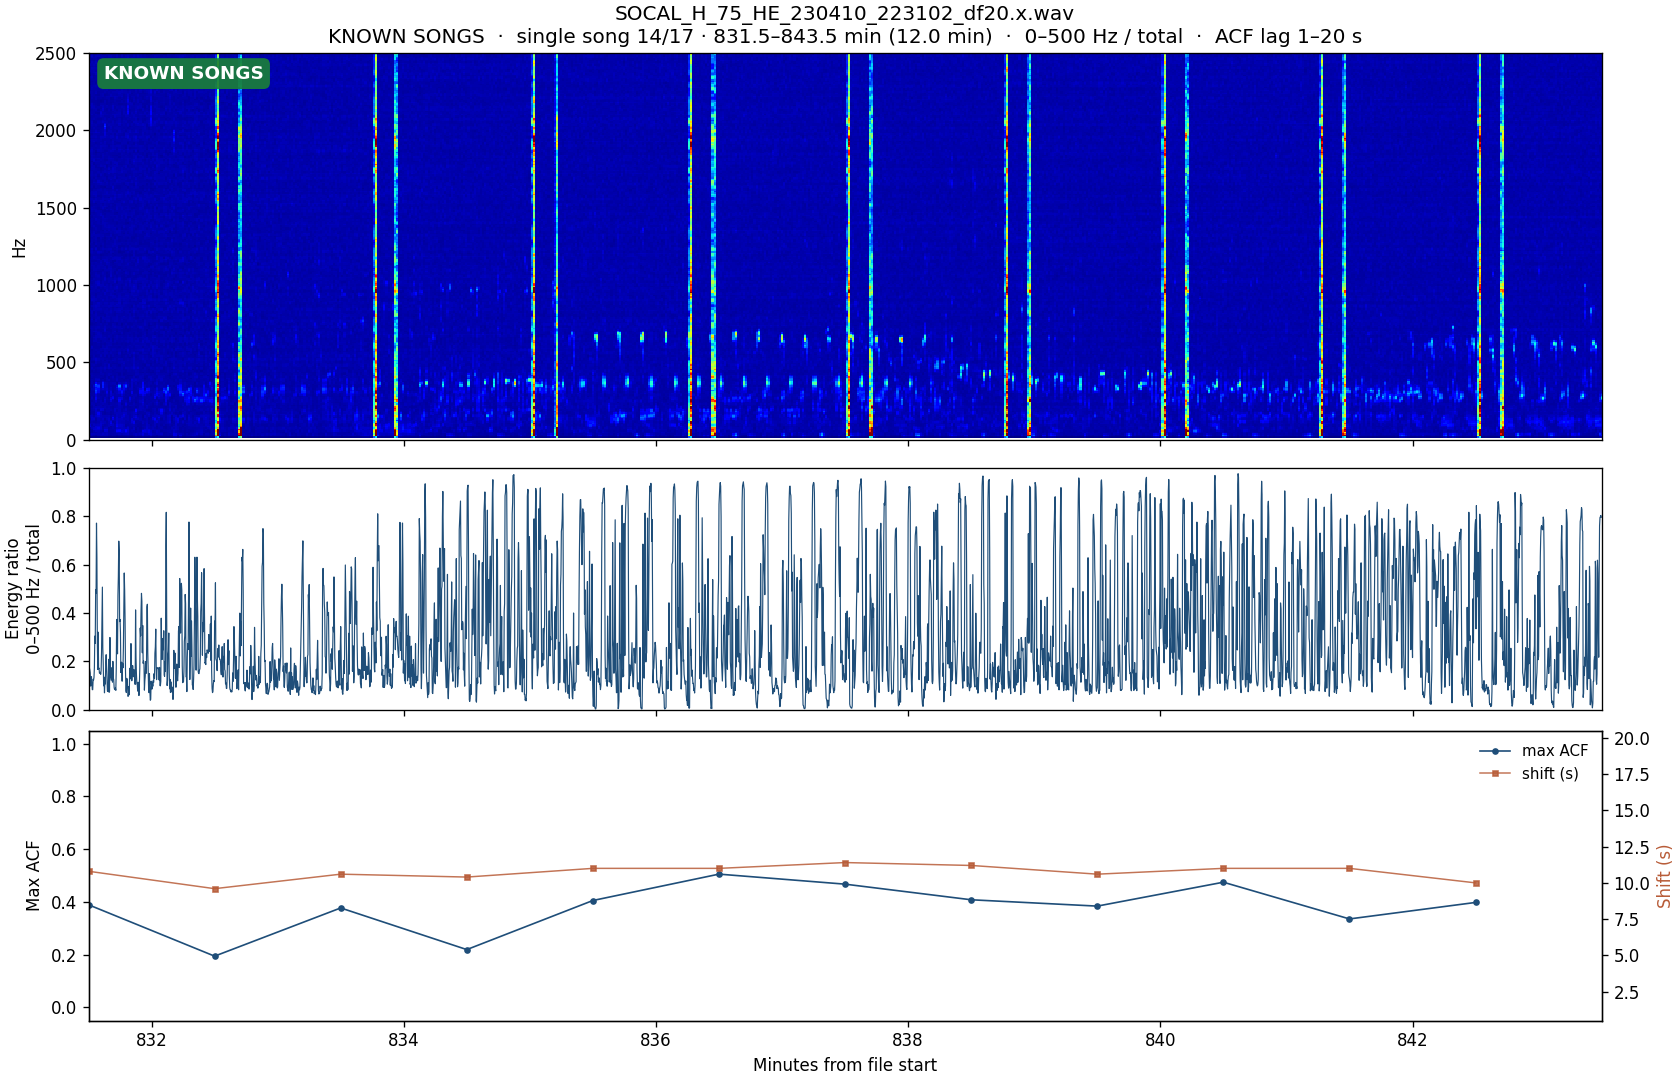 SOCAL_H_75_HE_230410_223102_df20.x.wav
KNOWN SONGS · single song 14/17 · 831.5–843.5 min (12.0 min) · 0–500 Hz / total · ACF lag 1–20 s
KNOWN SONGS
2500
2000
1500
1000
500
0
Hz
1.0
0.8
0.6
0.4
0.2
0.0
Energy ratio
0–500 Hz / total
1.0
0.8
0.6
0.4
0.2
0.0
Max ACF
max ACF
shift (s)
20.0
17.5
15.0
12.5
10.0
7.5
5.0
2.5
Shift (s)
832
834
836
838
840
842
Minutes from file start